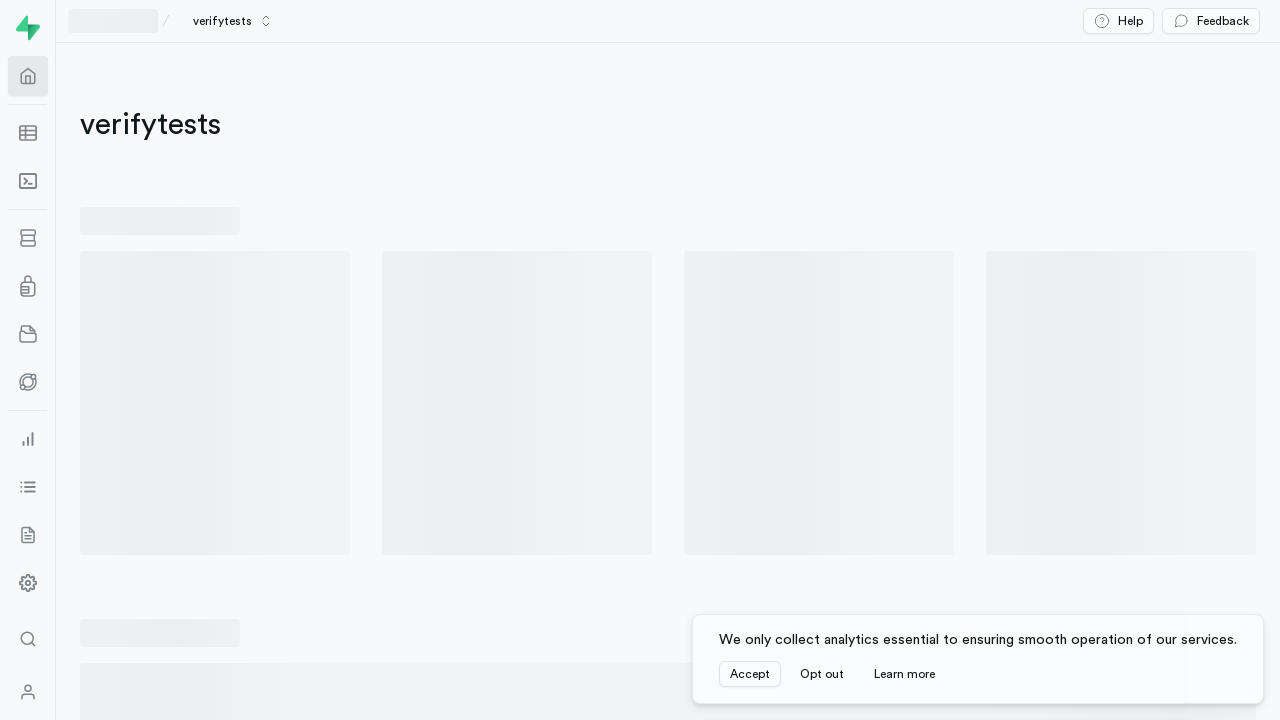 verifytests
Help
Feedback
verifytests
We only collect analytics essential to ensuring smooth operation of our services.
Accept
Opt out
Learn more